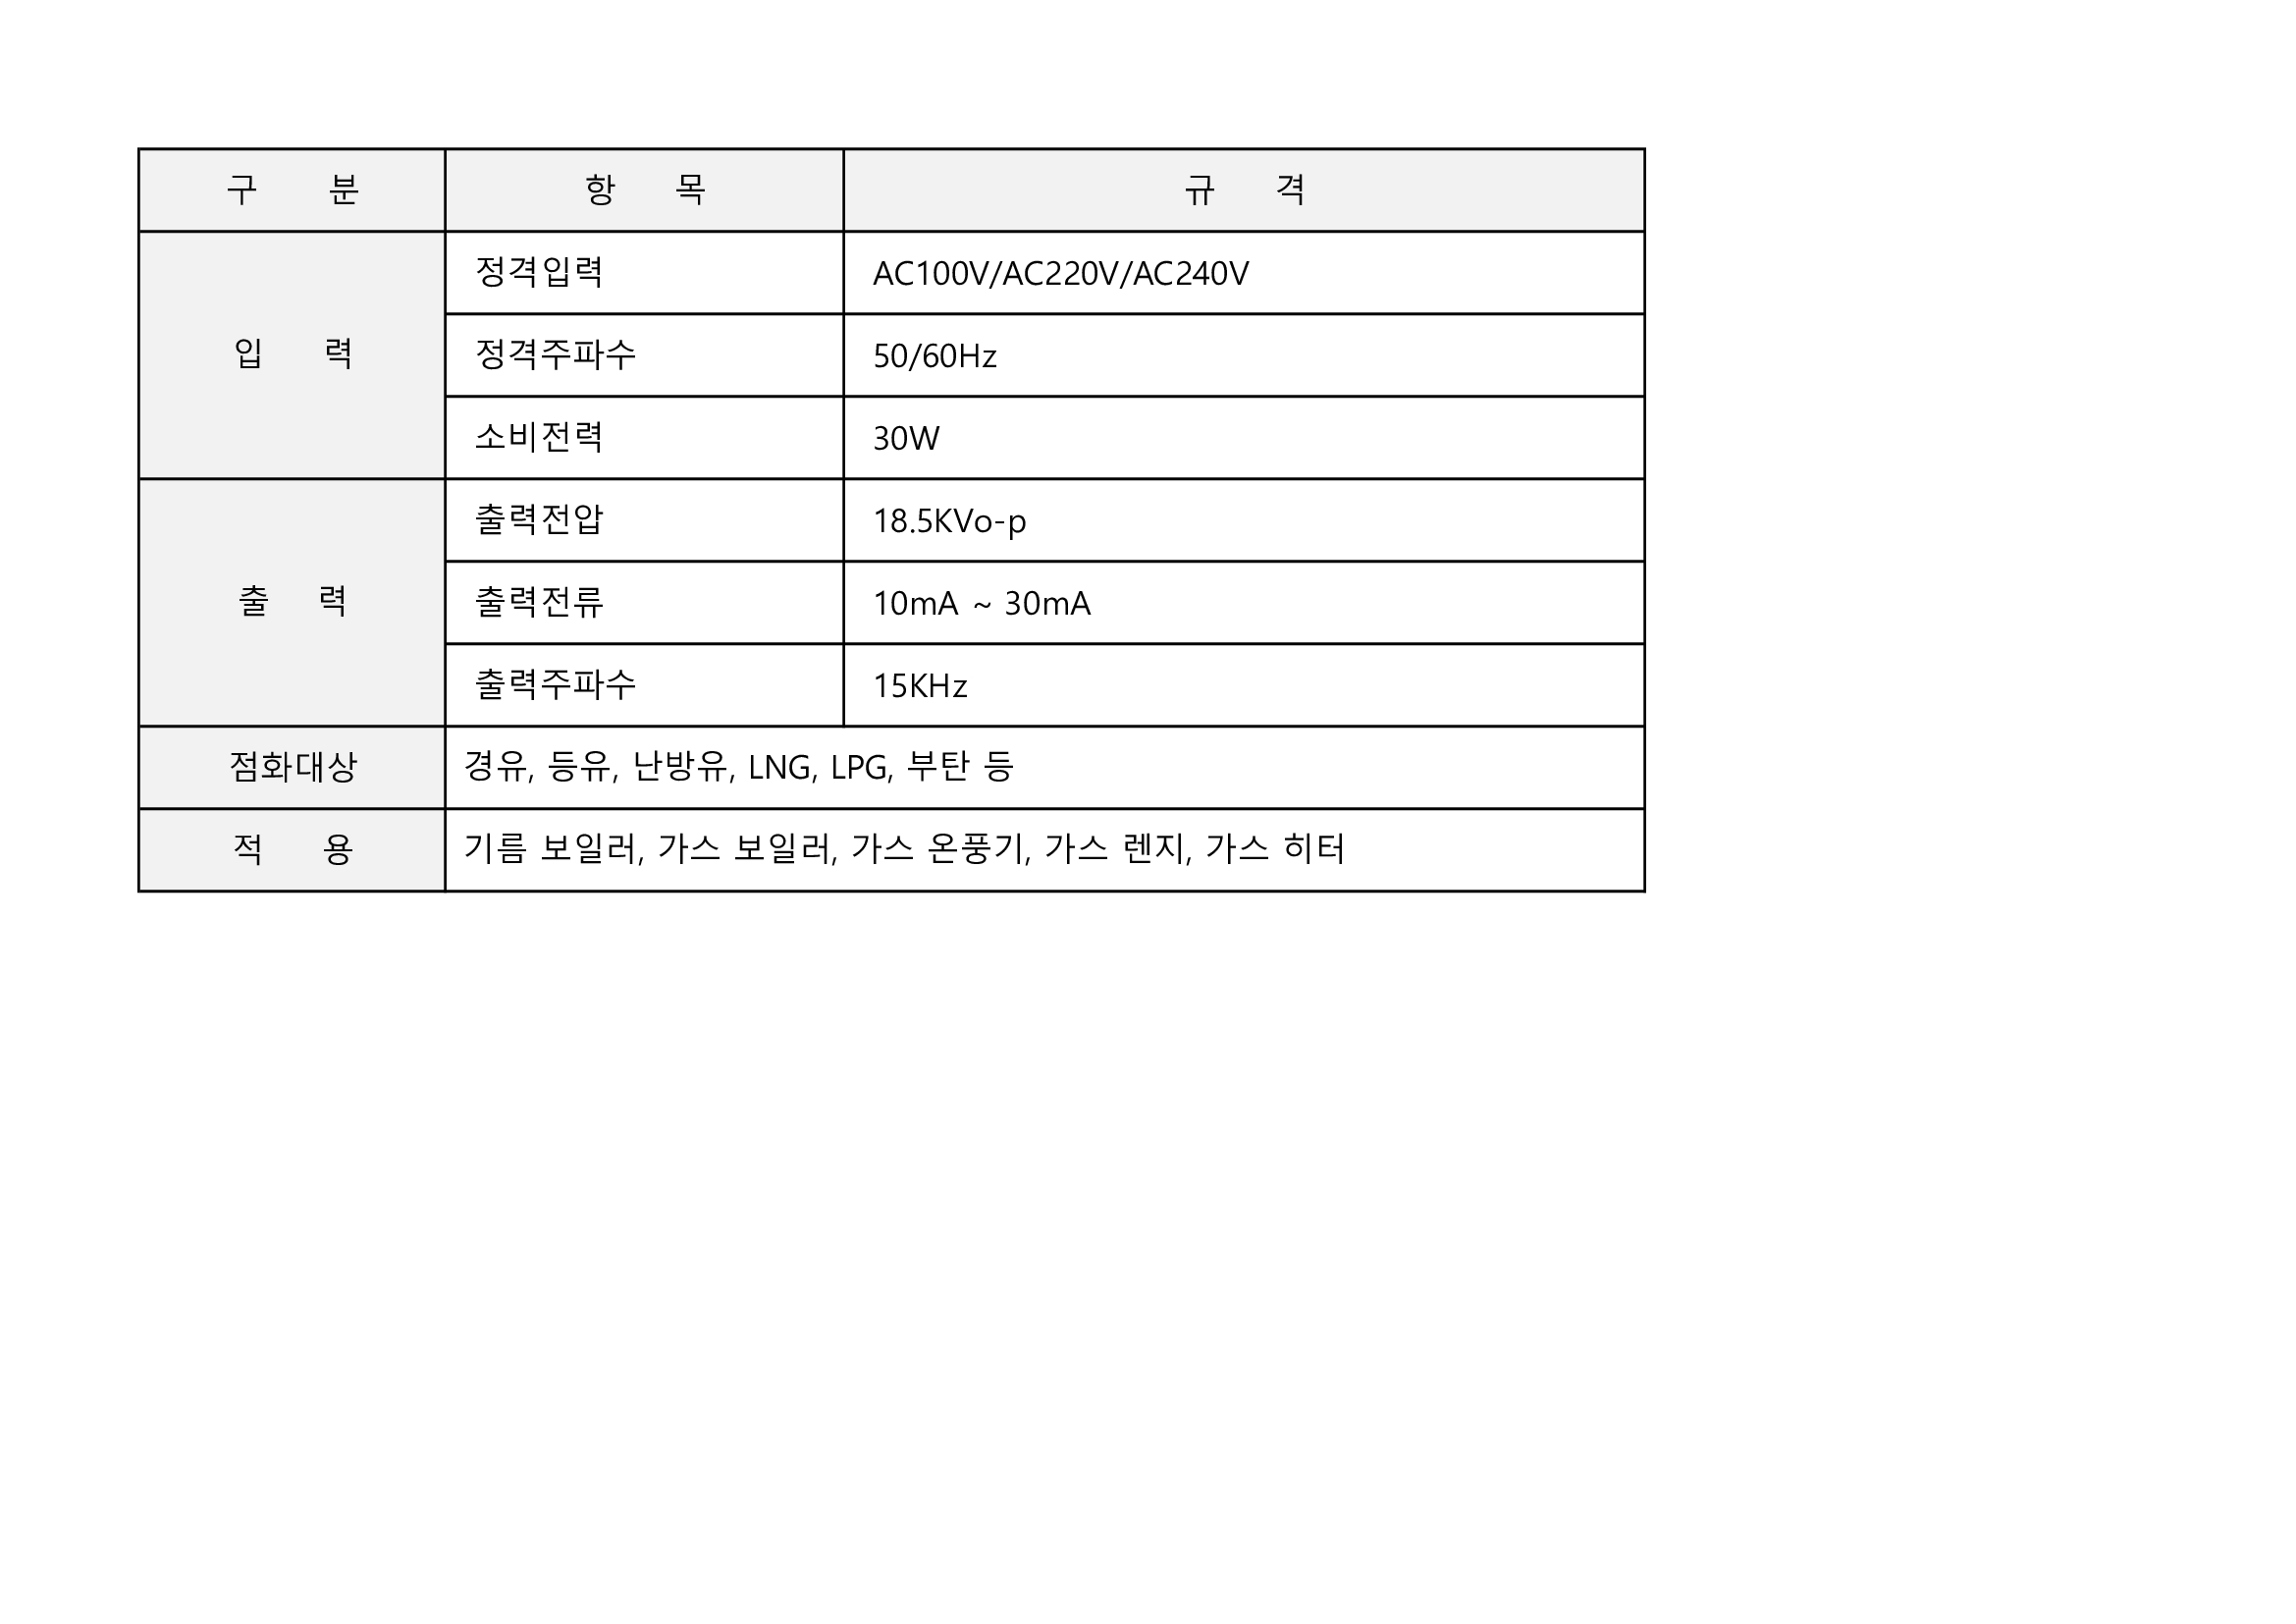 구 분 항 목 규 격
정격입력 AC100V/AC220V/AC240V
입 력 정격주파수 50/60Hz
소비전력 30W
출력전압 18.5KVo-p
출 력 출력전류 10mA ~ 30mA
출력주파수 15KHz
점화대상 경유, 등유, 난방유, LNG, LPG, 부탄 등
적 용 기름 보일러, 가스 보일러, 가스 온풍기, 가스 렌지, 가스 히터